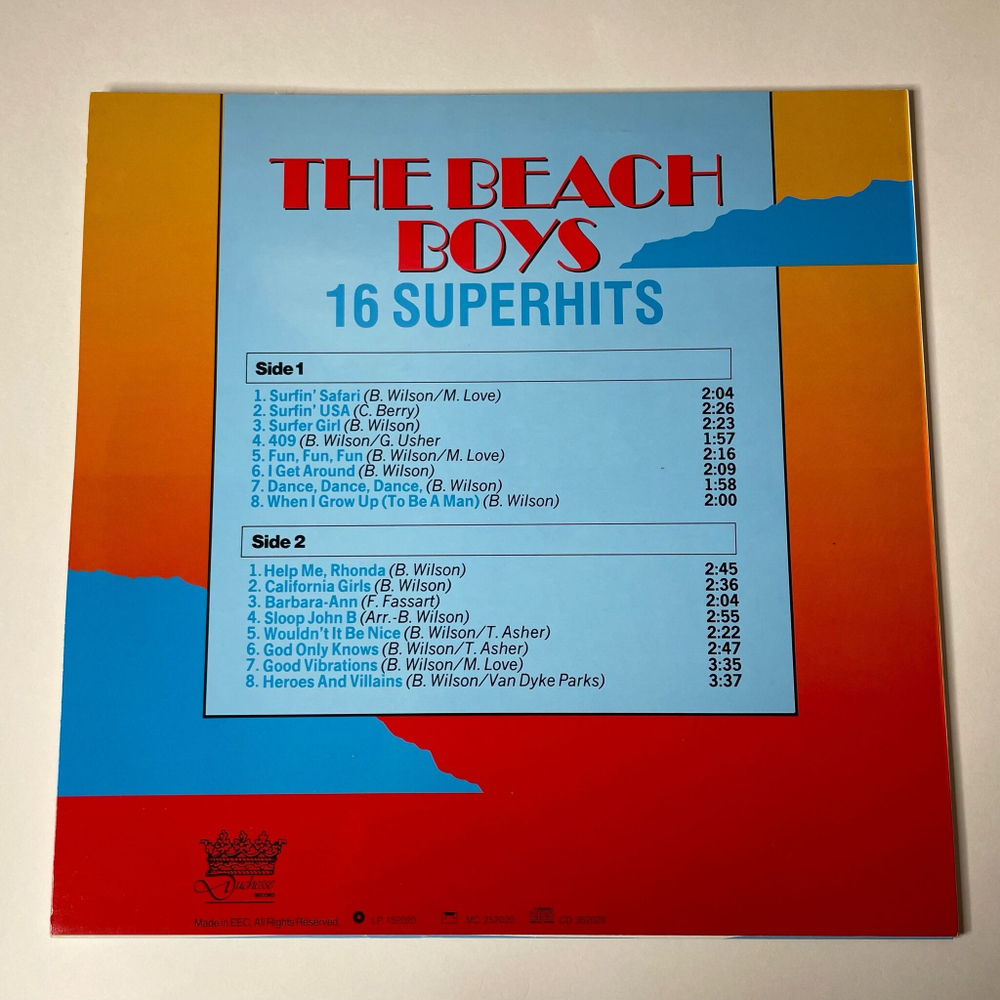 THE BEACH
BOYS
16 SUPERHITS
Side 1
1. Surfin' Safari (B. Wilson/M. Love) 2:04
2. Surfin' USA (C. Berry) 2:26
3. Surfer Girl (B. Wilson) 2:23
4. 409 (B. Wilson/G. Usher 1:57
5. Fun, Fun, Fun (B. Wilson/M. Love) 2:16
6. I Get Around (B. Wilson) 2:09
7. Dance, Dance, Dance, (B. Wilson) 1:58
8. When I Grow Up (To Be A Man) (B. Wilson) 2:00
Side 2
1. Help Me, Rhonda (B. Wilson) 2:45
2. California Girls (B. Wilson) 2:36
3. Barbara-Ann (F. Fassart) 2:04
4. Sloop John B (Arr.-B. Wilson) 2:55
5. Wouldn't It Be Nice (B. Wilson/T. Asher) 2:22
6. God Only Knows (B. Wilson/T. Asher) 2:47
7. Good Vibrations (B. Wilson/M. Love) 3:35
8. Heroes And Villains (B. Wilson/Van Dyke Parks) 3:37
Duchesse
Made in EEC. All Rights Reserved. LP 152020 MC 252020 CD 352020